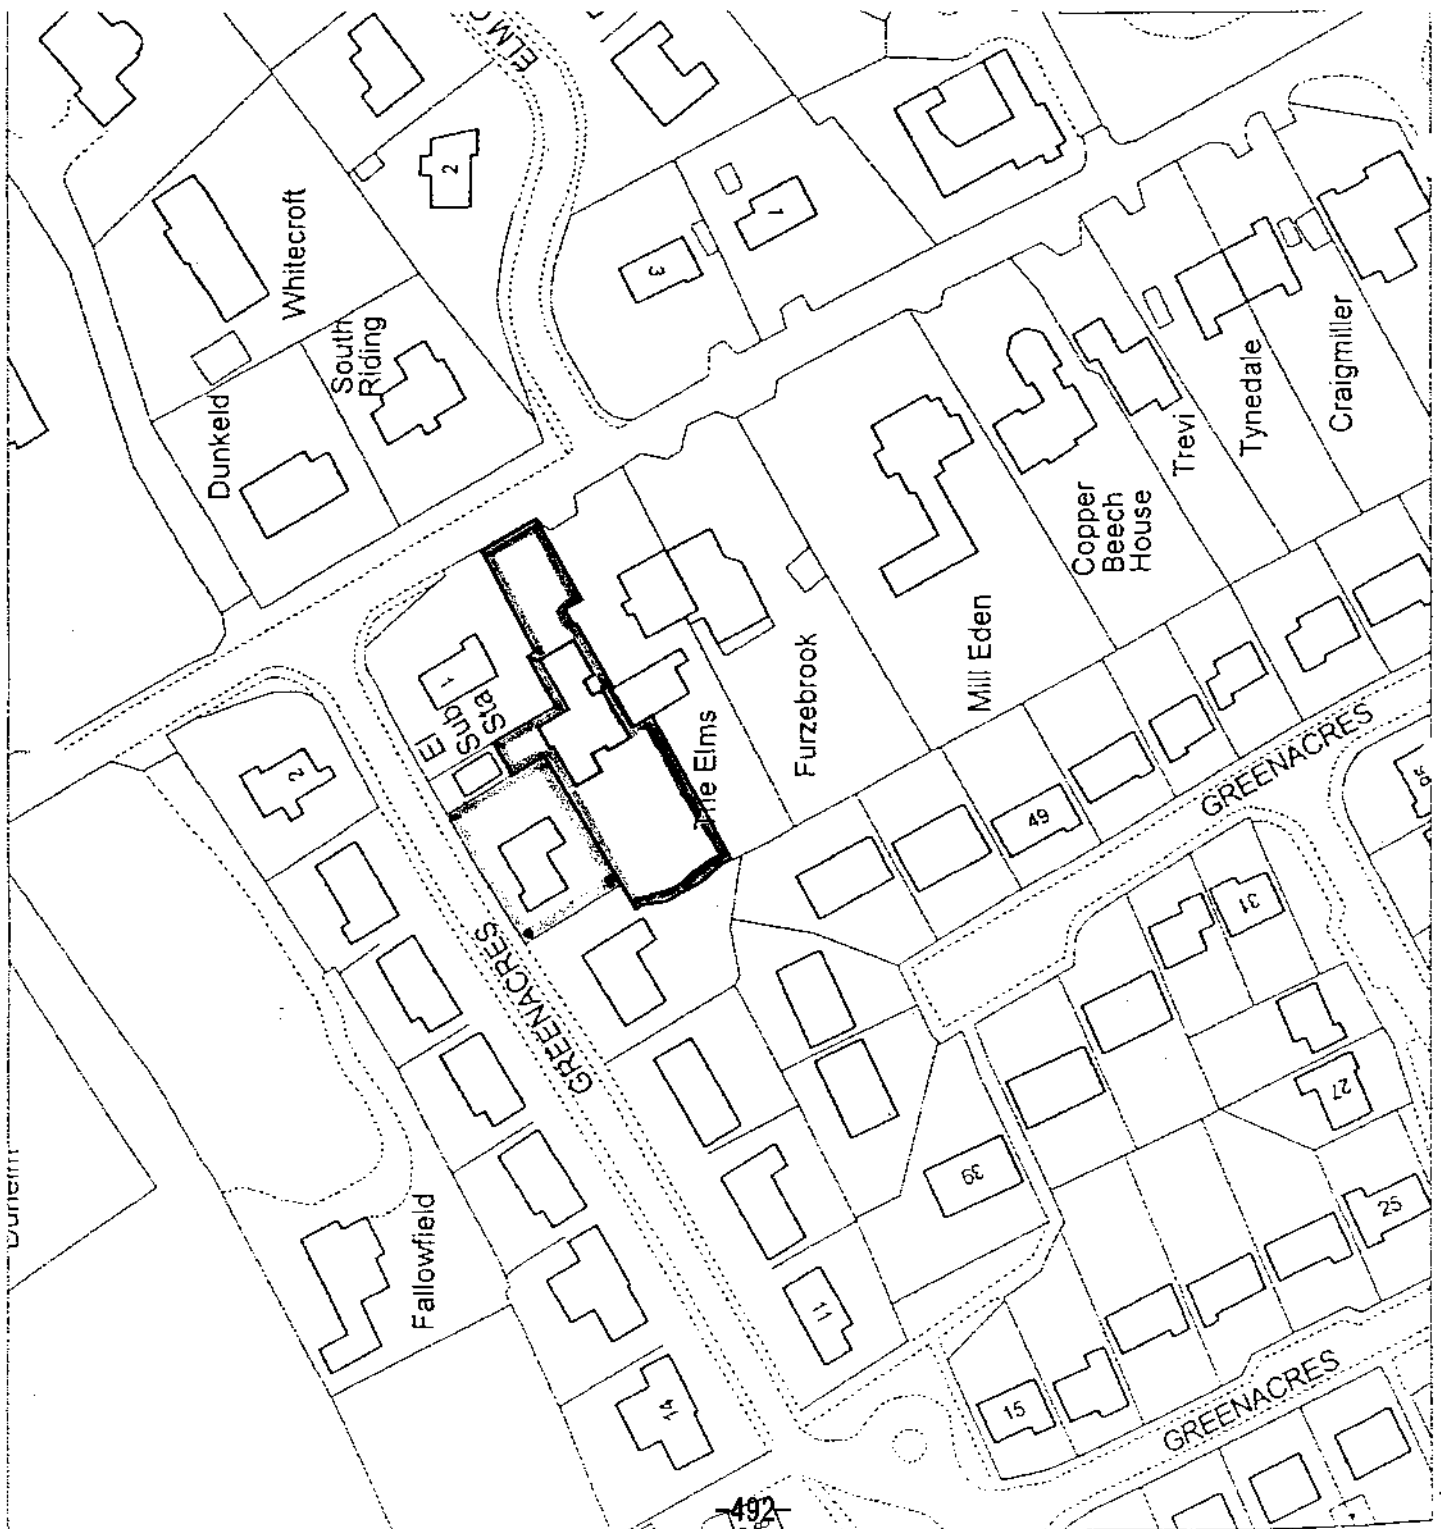 ELM
2
Whitecroft
South
Riding
Dunkeld
3
1
Craigmiller
Tynedale
Trevi
Copper
Beech
House
Mill Eden
Furzebrook
The Elms
1
El
Sub
Sta
2
GREENACRES
49
GREENACRES
31
27
39
25
Fallowfield
11
14
15
GREENACRES
-492-